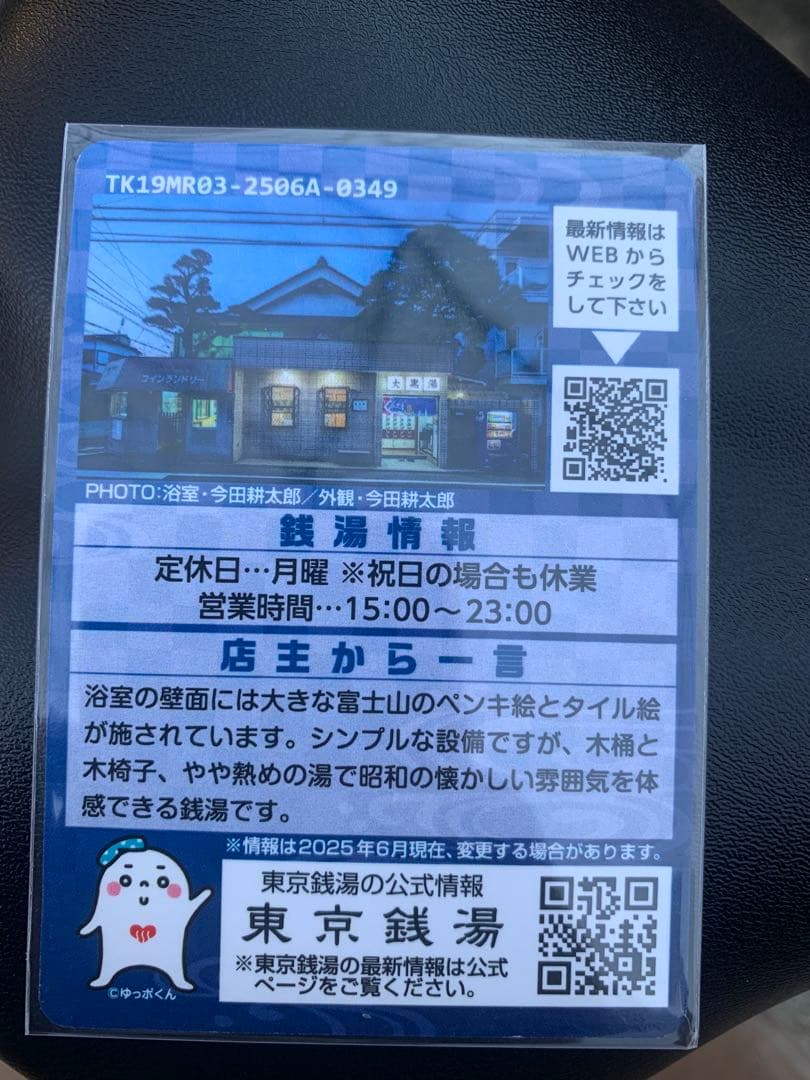 TK19MR03-2506A-0349
最新情報は
WEBから
チェックを
して下さい
コインランドリー
大黒湯
PHOTO：浴室・今田耕太郎／外観・今田耕太郎
銭湯情報
定休日…月曜 ※祝日の場合も休業
営業時間…15:00～23:00
店主から一言
浴室の壁面には大きな富士山のペンキ絵とタイル絵
が施されています。シンプルな設備ですが、木桶と
木椅子、やや熱めの湯で昭和の懐かしい雰囲気を体
感できる銭湯です。
※情報は2025年6月現在、変更する場合があります。
東京銭湯の公式情報
東京銭湯
※東京銭湯の最新情報は公式
ページをご覧ください。
©ゆっポくん